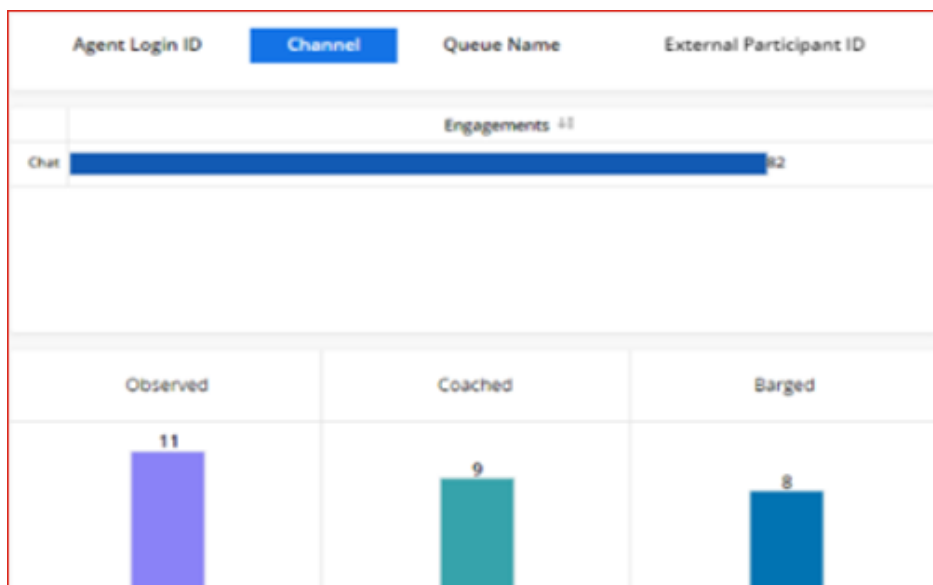 Agent Login ID Channel Queue Name External Participant ID
Engagements
Chat 82
Observed Coached Barged
11 9 8